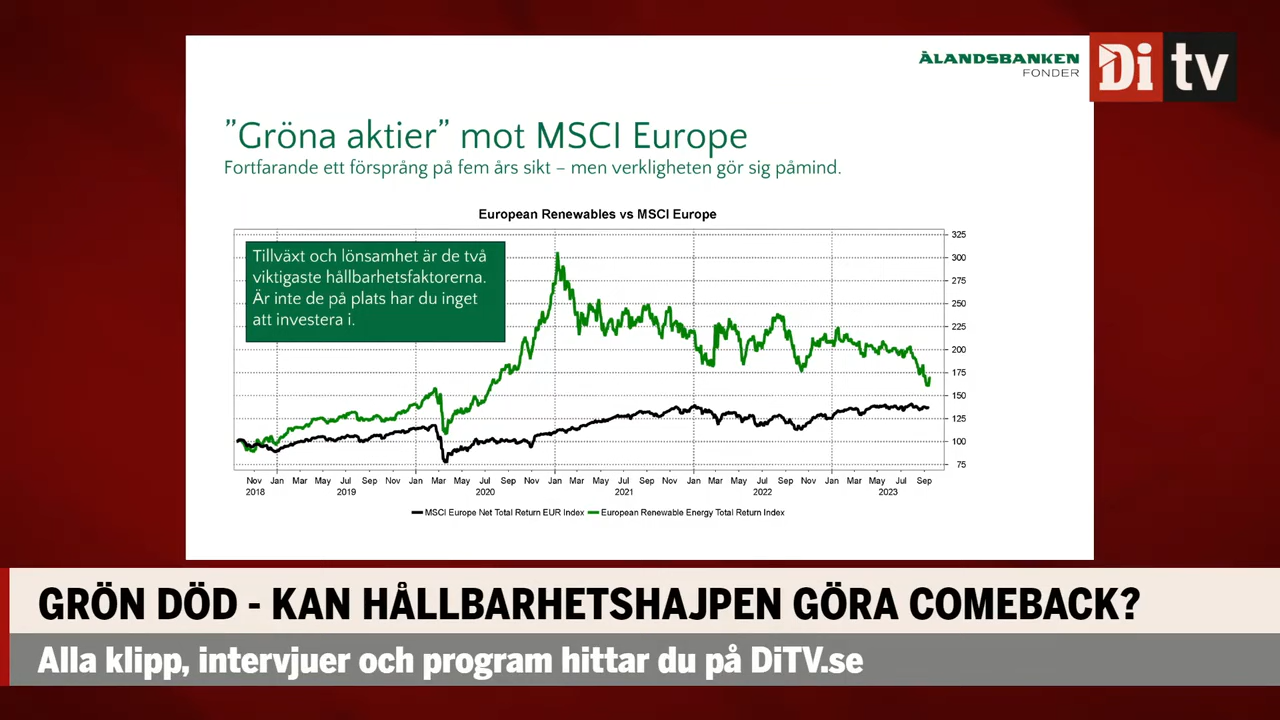 ÅLANDSBANKEN
FONDER
Di tv
”Gröna aktier” mot MSCI Europe
Fortfarande ett försprång på fem års sikt – men verkligheten gör sig påmind.
European Renewables vs MSCI Europe
Tillväxt och lönsamhet är de två
viktigaste hållbarhetsfaktorerna.
Är inte de på plats har du inget
att investera i.
325
300
275
250
225
200
175
150
125
100
75
Nov Jan Mar May Jul Sep Nov Jan Mar May Jul Sep Nov Jan Mar May Jul Sep Nov Jan Mar May Jul Sep Nov Jan Mar May Jul Sep
2018 2019 2020 2021 2022 2023
MSCI Europe Net Total Return EUR Index European Renewable Energy Total Return Index
GRÖN DÖD - KAN HÅLLBARHETSHAJPEN GÖRA COMEBACK?
Alla klipp, intervjuer och program hittar du på DiTV.se